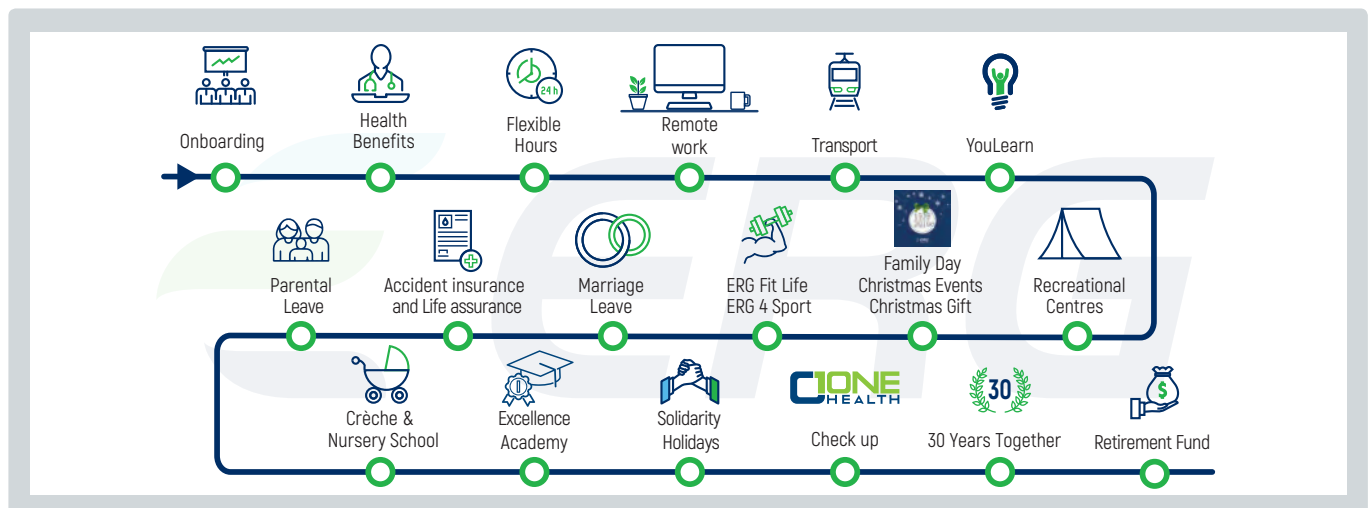 24 h
Onboarding
Health
Benefits
Flexible
Hours
Remote
work
Transport
YouLearn
Parental
Leave
Accident insurance
and Life assurance
Marriage
Leave
ERG Fit Life
ERG 4 Sport
Family Day
Christmas Events
Christmas Gift
Recreational
Centres
Crèche &
Nursery School
Excellence
Academy
Solidarity
Holidays
ONE
HEALTH
Check up
30
30 Years Together
$
Retirement Fund
ERG